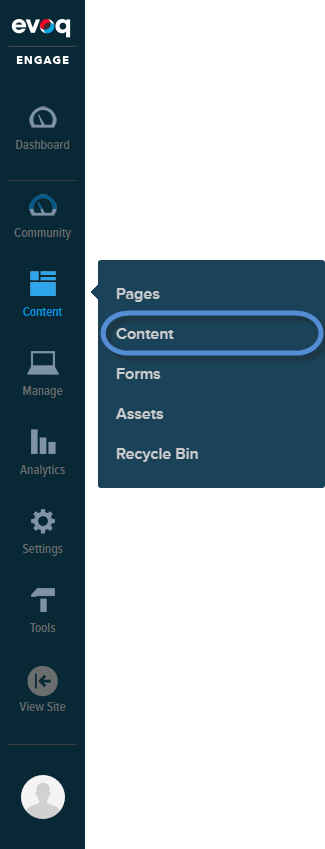 evoq
ENGAGE
Dashboard
Community
Content
Pages
Content
Forms
Assets
Recycle Bin
Manage
Analytics
Settings
Tools
View Site